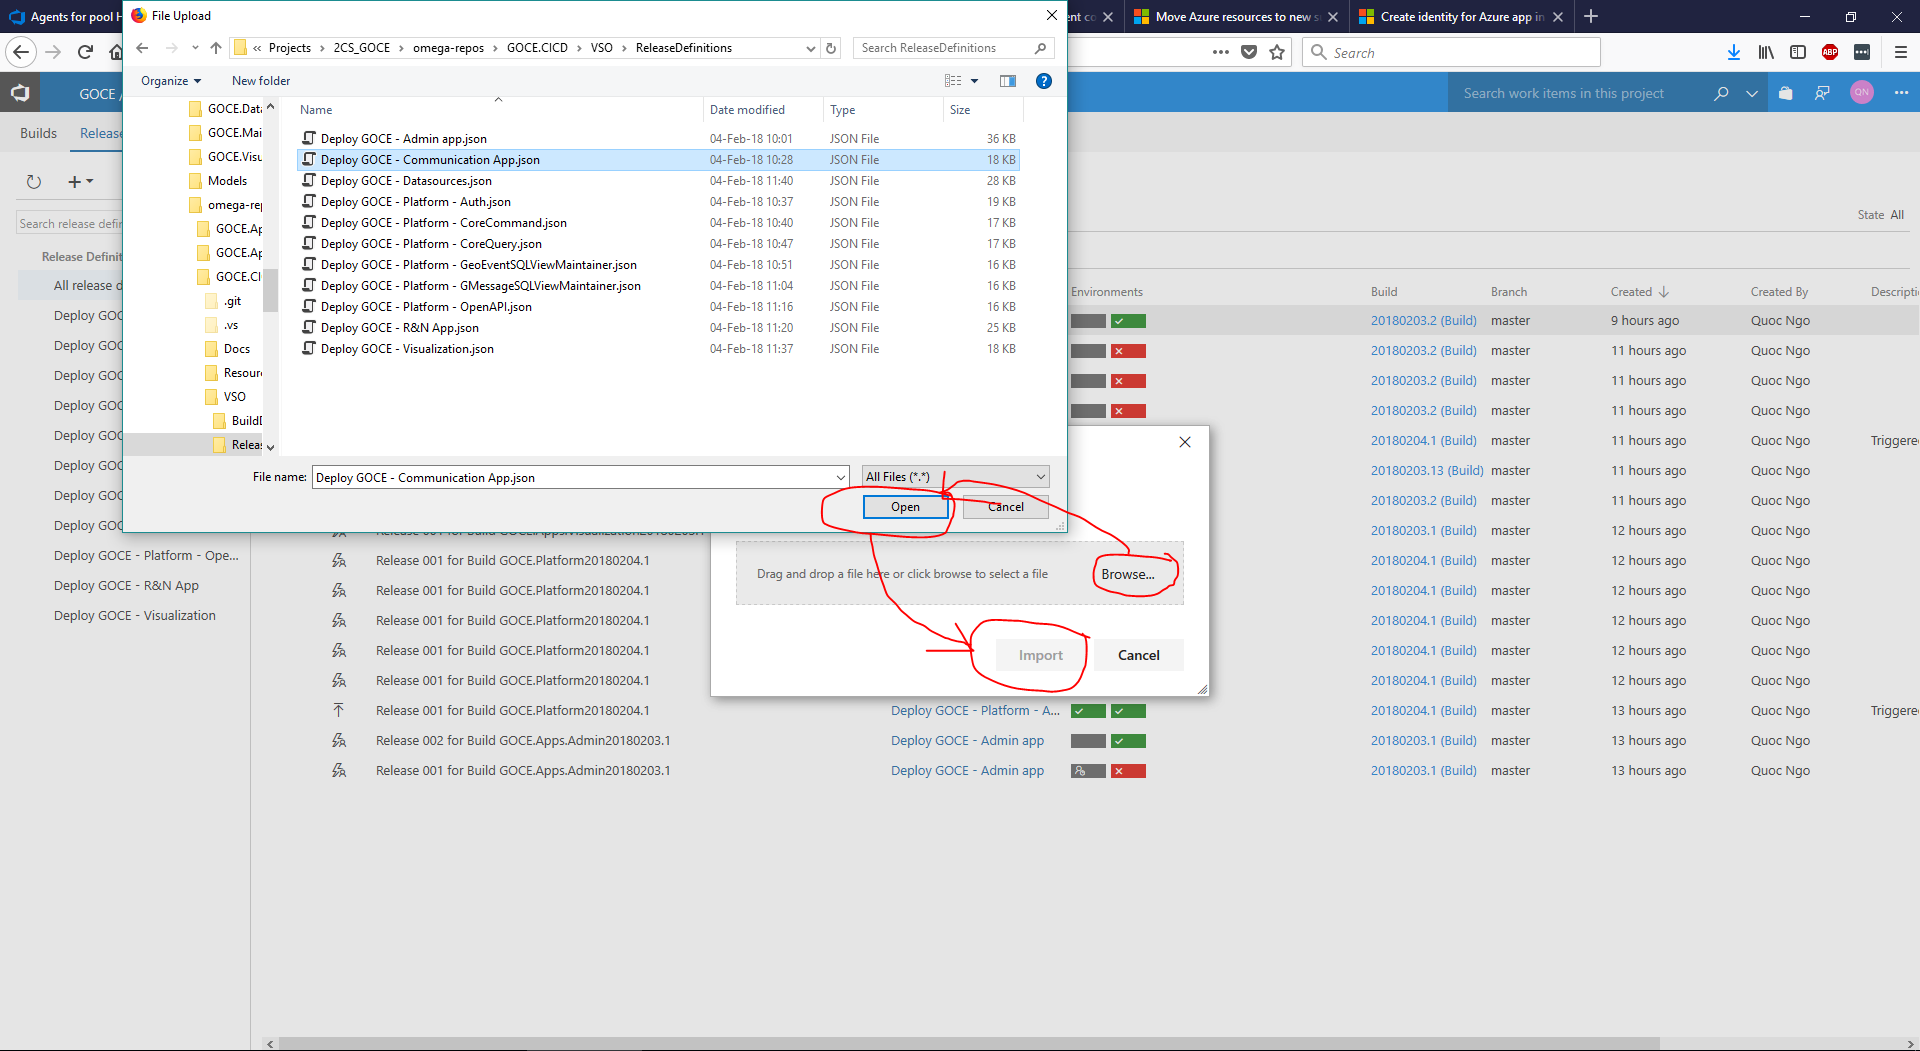 Agents for pool H
File Upload
ent co
Move Azure resources to new s
Create identity for Azure app in
« Projects > 2CS_GOCE > omega-repos > GOCE.CICD > VSO > ReleaseDefinitions
Search ReleaseDefinitions
Search
ABP
Organize
New folder
GOCE /
Search work items in this project
QN
Builds
Release
State All
GOCE.Data
GOCE.Mai
GOCE.Visu
Models
omega-rep
GOCE.Ap
GOCE.Ap
GOCE.CI
.git
.vs
Docs
Resour
VSO
BuildD
Releas
Name Date modified Type Size
Deploy GOCE - Admin app.json 04-Feb-18 10:01 JSON File 36 KB
Deploy GOCE - Communication App.json 04-Feb-18 10:28 JSON File 18 KB
Deploy GOCE - Datasources.json 04-Feb-18 11:40 JSON File 28 KB
Deploy GOCE - Platform - Auth.json 04-Feb-18 10:37 JSON File 19 KB
Deploy GOCE - Platform - CoreCommand.json 04-Feb-18 10:40 JSON File 17 KB
Deploy GOCE - Platform - CoreQuery.json 04-Feb-18 10:47 JSON File 17 KB
Deploy GOCE - Platform - GeoEventSQLViewMaintainer.json 04-Feb-18 10:51 JSON File 16 KB
Deploy GOCE - Platform - GMessageSQLViewMaintainer.json 04-Feb-18 11:04 JSON File 16 KB
Deploy GOCE - Platform - OpenAPI.json 04-Feb-18 11:16 JSON File 16 KB
Deploy GOCE - R&N App.json 04-Feb-18 11:20 JSON File 25 KB
Deploy GOCE - Visualization.json 04-Feb-18 11:37 JSON File 18 KB
File name: Deploy GOCE - Communication App.json All Files (*.*)
Open Cancel
Search release defin
Release Definit
All release d
Deploy GOC
Deploy GOC
Deploy GOC
Deploy GOC
Deploy GOC
Deploy GOC
Deploy GOC
Deploy GOC
Deploy GOCE - Platform - Ope...
Deploy GOCE - R&N App
Deploy GOCE - Visualization
Drag and drop a file here or click browse to select a file Browse...
Import Cancel
Environments Build Branch Created Created By Descripti
20180203.2 (Build) master 9 hours ago Quoc Ngo
20180203.2 (Build) master 11 hours ago Quoc Ngo
20180203.2 (Build) master 11 hours ago Quoc Ngo
20180203.2 (Build) master 11 hours ago Quoc Ngo
20180204.1 (Build) master 11 hours ago Quoc Ngo Triggered
20180203.13 (Build) master 11 hours ago Quoc Ngo
20180203.2 (Build) master 11 hours ago Quoc Ngo
Release 001 for Build GOCE.Apps.Visualization20180203.1 20180203.1 (Build) master 12 hours ago Quoc Ngo
Release 001 for Build GOCE.Platform20180204.1 20180204.1 (Build) master 12 hours ago Quoc Ngo
Release 001 for Build GOCE.Platform20180204.1 20180204.1 (Build) master 12 hours ago Quoc Ngo
Release 001 for Build GOCE.Platform20180204.1 20180204.1 (Build) master 12 hours ago Quoc Ngo
Release 001 for Build GOCE.Platform20180204.1 20180204.1 (Build) master 12 hours ago Quoc Ngo
Release 001 for Build GOCE.Platform20180204.1 20180204.1 (Build) master 12 hours ago Quoc Ngo
Release 001 for Build GOCE.Platform20180204.1 Deploy GOCE - Platform - A... 20180204.1 (Build) master 13 hours ago Quoc Ngo Triggered
Release 002 for Build GOCE.Apps.Admin20180203.1 Deploy GOCE - Admin app 20180203.1 (Build) master 13 hours ago Quoc Ngo
Release 001 for Build GOCE.Apps.Admin20180203.1 Deploy GOCE - Admin app 20180203.1 (Build) master 13 hours ago Quoc Ngo